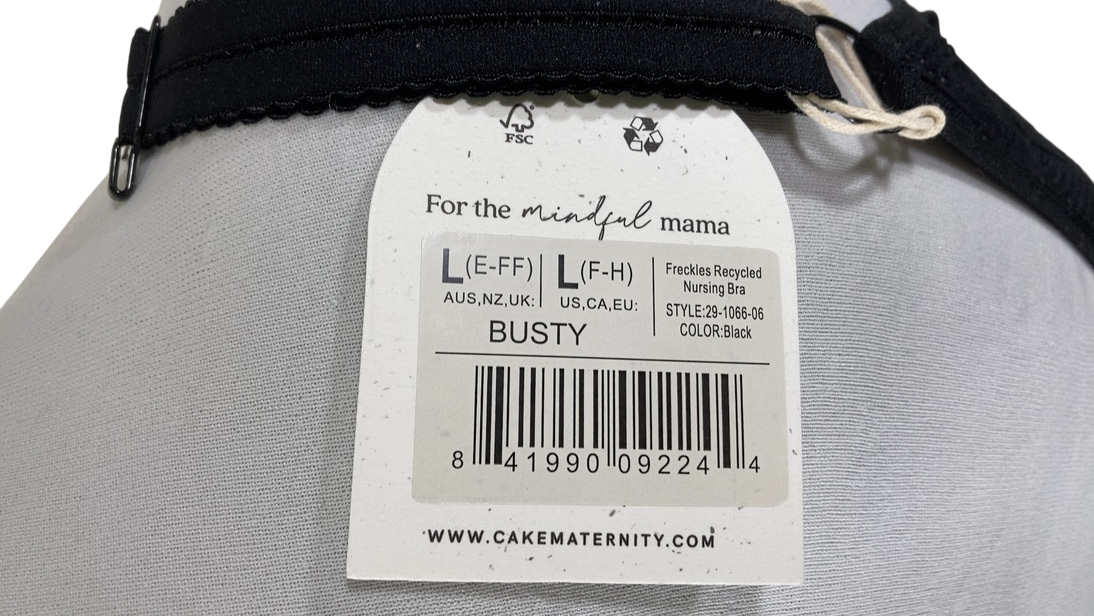 FSC
For the mindful mama
L(E-FF) L(F-H)
AUS,NZ,UK: US,CA,EU:
BUSTY
Freckles Recycled
Nursing Bra
STYLE:29-1066-06
COLOR:Black
8 41990 09224 4
WWW.CAKEMATERNITY.COM